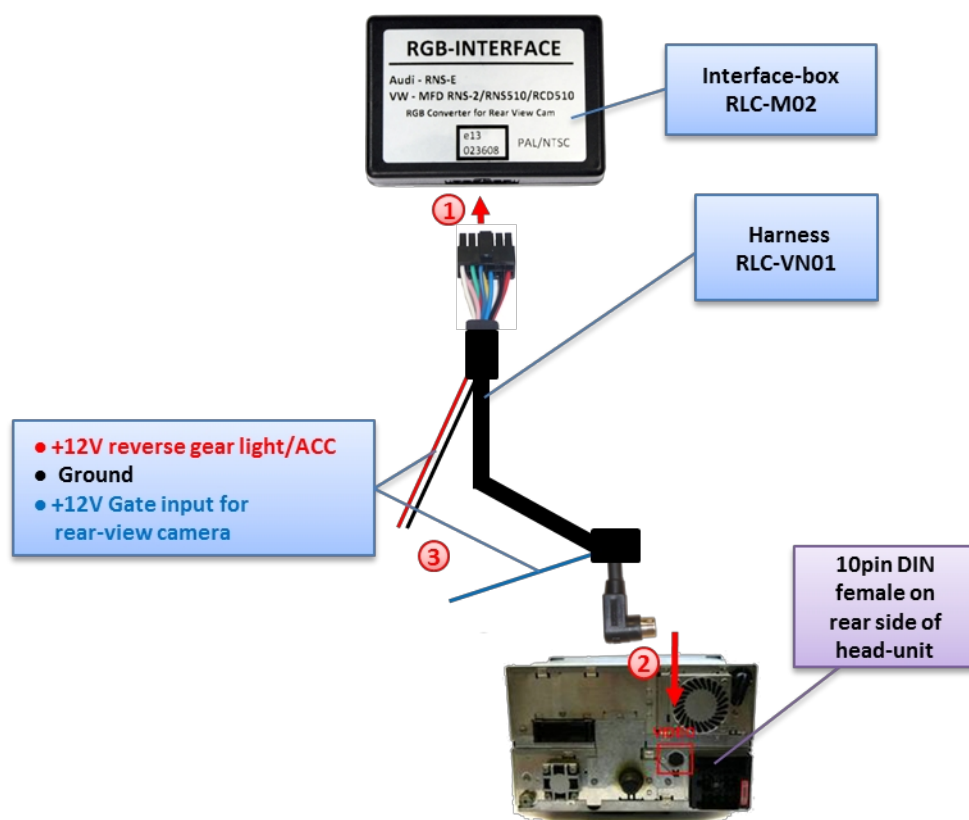 RGB-INTERFACE
Audi - RNS-E
VW - MFD RNS-2/RNS510/RCD510
RGB Converter for Rear View Cam
e13
023608
PAL/NTSC
Interface-box
RLC-M02
1
Harness
RLC-VN01
• +12V reverse gear light/ACC
• Ground
• +12V Gate input for
rear-view camera
3
10pin DIN
female on
rear side of
head-unit
2